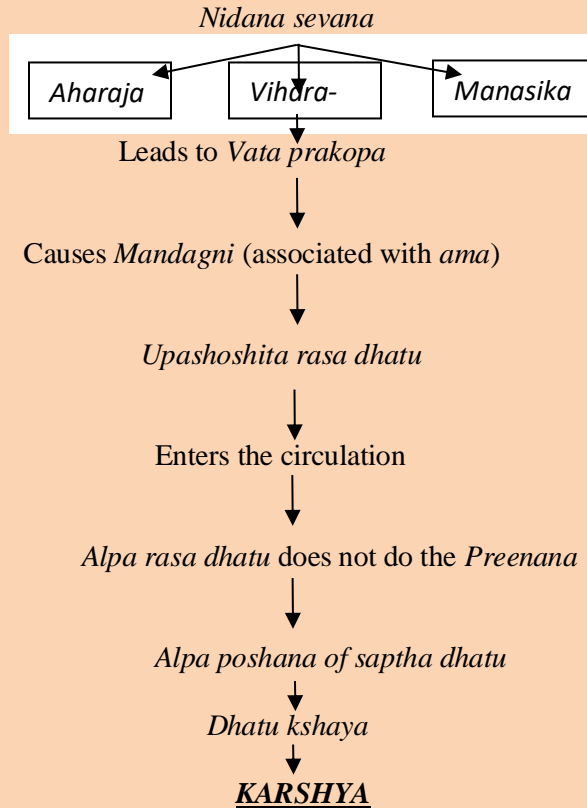 Nidana sevana
Aharaja
Vihara-
Manasika
Leads to Vata prakopa
Causes Mandagni (associated with ama)
Upashoshita rasa dhatu
Enters the circulation
Alpa rasa dhatu does not do the Preenana
Alpa poshana of saptha dhatu
Dhatu kshaya
KARSHYA